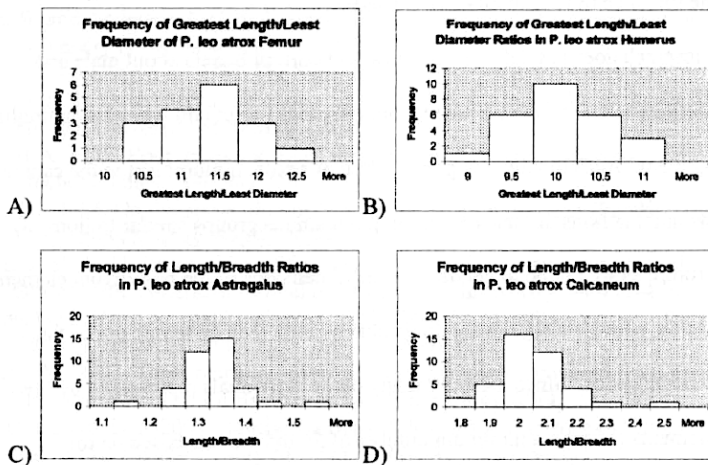 Frequency of Greatest Length/Least
Diameter of P. leo atrox Femur
Frequency
7
6
5
4
3
2
1
0
10 10.5 11 11.5 12 12.5 More
Greatest Length/Least Diameter
A)
Frequency of Greatest Length/Least
Diameter Ratios in P. leo atrox Humerus
Frequency
12
10
8
6
4
2
0
9 9.5 10 10.5 11 More
Greatest Length/Least Diameter
B)
Frequency of Length/Breadth Ratios
in P. leo atrox Astragalus
Frequency
20
15
10
5
0
1.1 1.2 1.3 1.4 1.5 More
Length/Breadth
C)
Frequency of Length/Breadth Ratios
in P. leo atrox Calcaneum
Frequency
20
15
10
5
0
1.8 1.9 2 2.1 2.2 2.3 2.4 2.5 More
Length/Breadth
D)